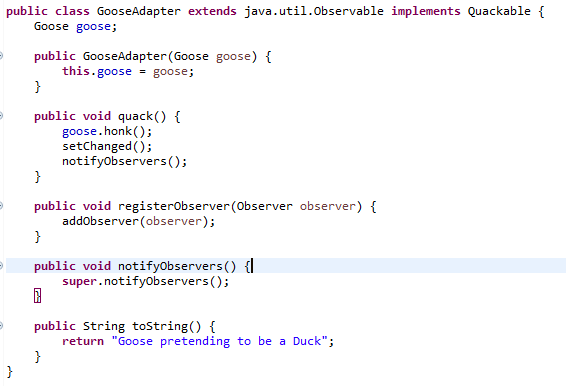 public class GooseAdapter extends java.util.Observable implements Quackable {
    Goose goose;
    public GooseAdapter(Goose goose) {
        this.goose = goose;
    }
    public void quack() {
        goose.honk();
        setChanged();
        notifyObservers();
    }
    public void registerObserver(Observer observer) {
        addObserver(observer);
    }
    public void notifyObservers() {
        super.notifyObservers();
    }
    public String toString() {
        return "Goose pretending to be a Duck";
    }
}